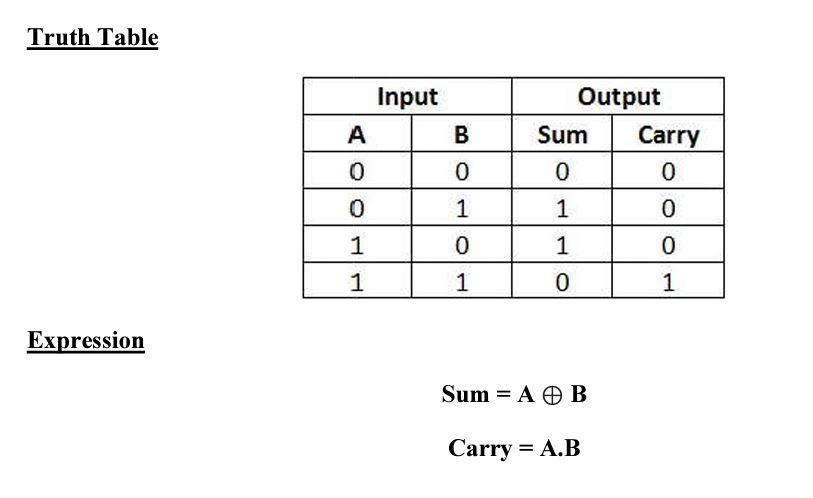 Truth Table
Input Output
A B Sum Carry
0 0 0 0
0 1 1 0
1 0 1 0
1 1 0 1
Expression
Sum = A ⊕ B
Carry = A.B